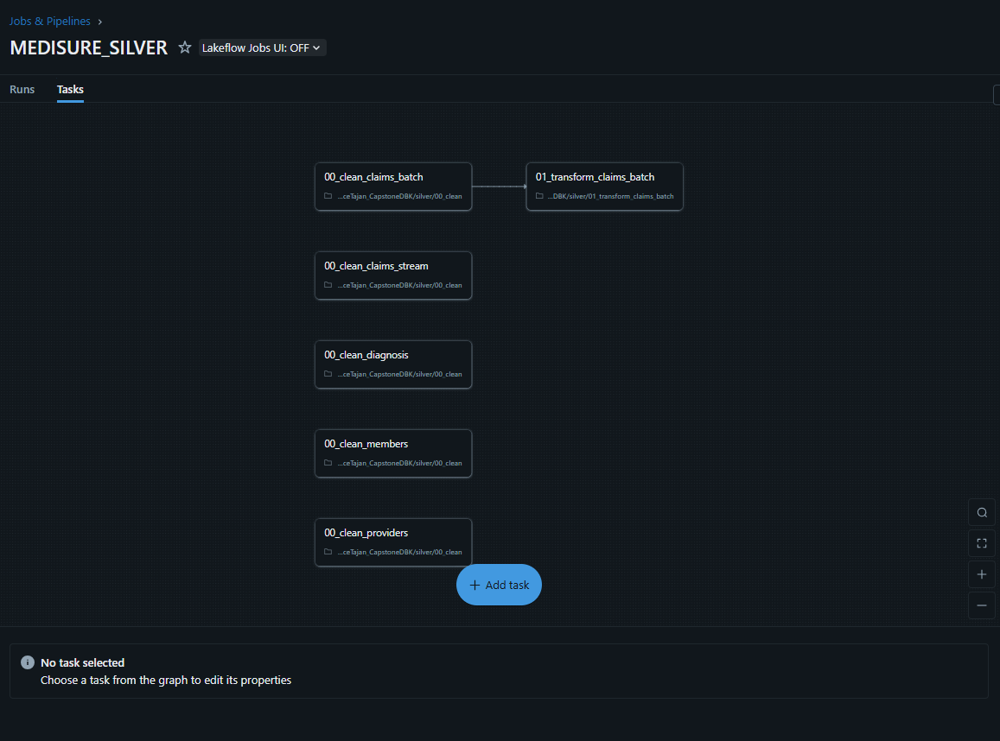 Jobs & Pipelines
MEDISURE_SILVER
Lakeflow Jobs UI: OFF
Runs
Tasks
00_clean_claims_batch
...ceTajan_CapstoneDBK/silver/00_clean
01_transform_claims_batch
...DBK/silver/01_transform_claims_batch
00_clean_claims_stream
...ceTajan_CapstoneDBK/silver/00_clean
00_clean_diagnosis
...ceTajan_CapstoneDBK/silver/00_clean
00_clean_members
...ceTajan_CapstoneDBK/silver/00_clean
00_clean_providers
...ceTajan_CapstoneDBK/silver/00_clean
+ Add task
No task selected
Choose a task from the graph to edit its properties